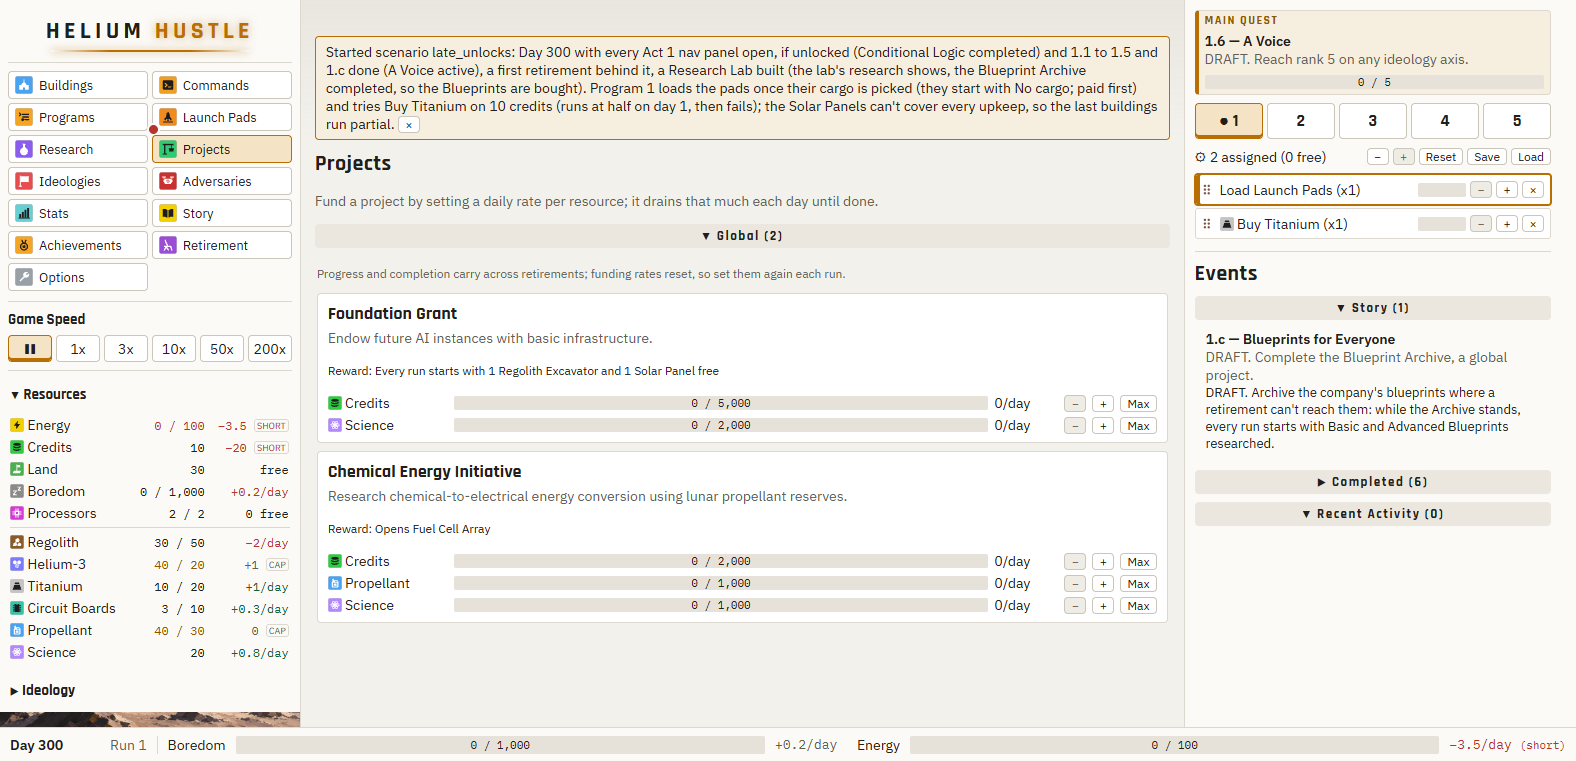 HELIUM HUSTLE
Buildings
Commands
Programs
Launch Pads
Research
Projects
Ideologies
Adversaries
Stats
Story
Achievements
Retirement
Options
Game Speed
1x
3x
10x
50x
200x
▼ Resources
Energy 0 / 100 −3.5 SHORT
Credits 10 −20 SHORT
Land 30 free
Boredom 0 / 1,000 +0.2/day
Processors 2 / 2 0 free
Regolith 30 / 50 −2/day
Helium-3 40 / 20 +1 CAP
Titanium 10 / 20 +1/day
Circuit Boards 3 / 10 +0.3/day
Propellant 40 / 30 0 CAP
Science 20 +0.8/day
▶ Ideology
Started scenario late_unlocks: Day 300 with every Act 1 nav panel open, if unlocked (Conditional Logic completed) and 1.1 to 1.5 and
1.c done (A Voice active), a first retirement behind it, a Research Lab built (the lab's research shows, the Blueprint Archive
completed, so the Blueprints are bought). Program 1 loads the pads once their cargo is picked (they start with No cargo; paid first)
and tries Buy Titanium on 10 credits (runs at half on day 1, then fails); the Solar Panels can't cover every upkeep, so the last buildings
run partial. ×
Projects
Fund a project by setting a daily rate per resource; it drains that much each day until done.
▼ Global (2)
Progress and completion carry across retirements; funding rates reset, so set them again each run.
Foundation Grant
Endow future AI instances with basic infrastructure.
Reward: Every run starts with 1 Regolith Excavator and 1 Solar Panel free
Credits 0 / 5,000 0/day − + Max
Science 0 / 2,000 0/day − + Max
Chemical Energy Initiative
Research chemical-to-electrical energy conversion using lunar propellant reserves.
Reward: Opens Fuel Cell Array
Credits 0 / 2,000 0/day − + Max
Propellant 0 / 1,000 0/day − + Max
Science 0 / 1,000 0/day − + Max
MAIN QUEST
1.6 — A Voice
DRAFT. Reach rank 5 on any ideology axis.
0 / 5
● 1
2
3
4
5
⚙ 2 assigned (0 free) − + Reset Save Load
Load Launch Pads (x1) − + ×
Buy Titanium (x1) − + ×
Events
▼ Story (1)
1.c — Blueprints for Everyone
DRAFT. Complete the Blueprint Archive, a global
project.
DRAFT. Archive the company's blueprints where a
retirement can't reach them: while the Archive stands,
every run starts with Basic and Advanced Blueprints
researched.
▶ Completed (6)
▼ Recent Activity (0)
Day 300 Run 1 Boredom 0 / 1,000 +0.2/day Energy 0 / 100 −3.5/day (short)